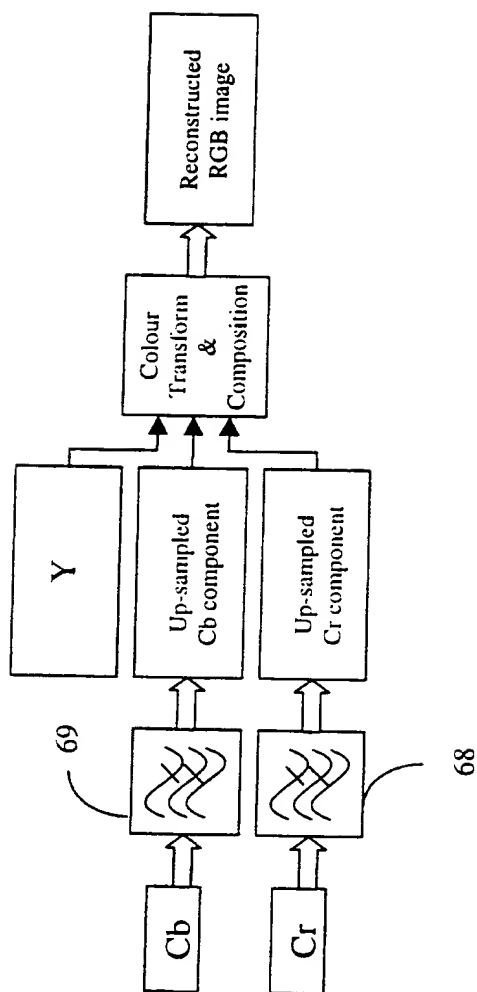 69
Cb
Cr
68
Y
Up-sampled
Cb component
Up-sampled
Cr component
Colour
Transform
&
Composition
Reconstructed
RGB image